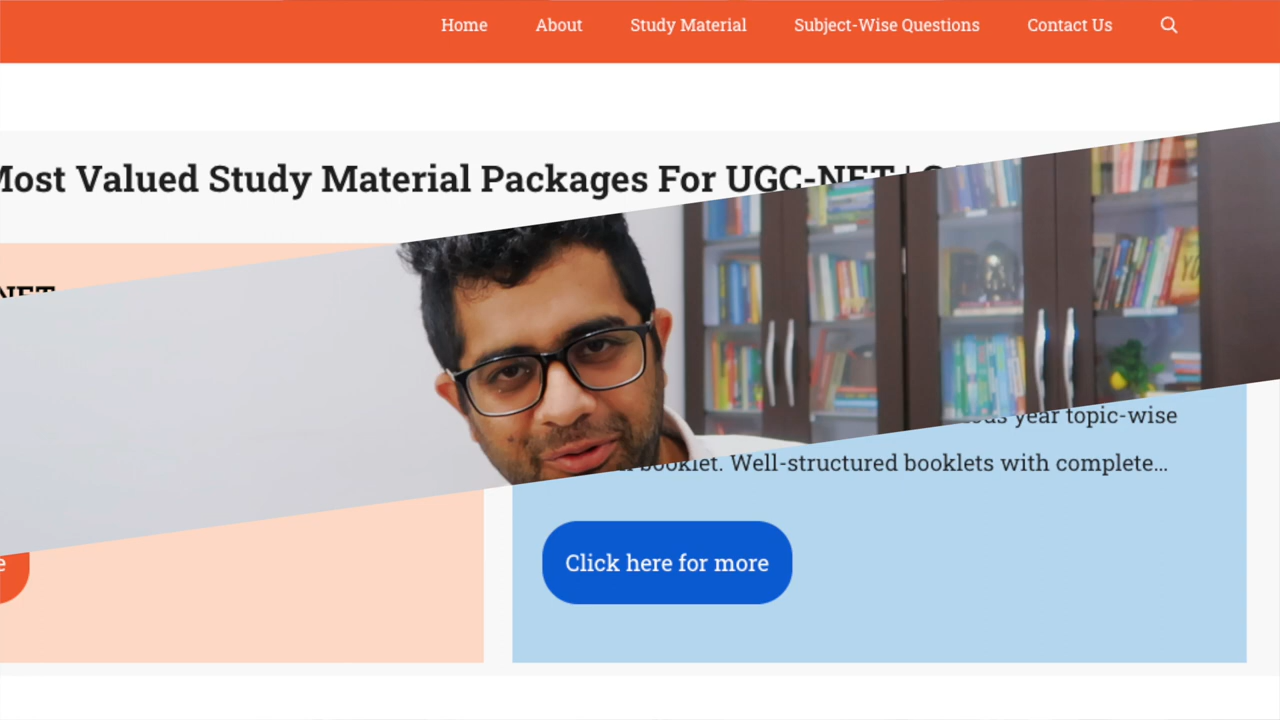 Home About Study Material Subject-Wise Questions Contact Us
Most Valued Study Material Packages For UGC-NET |
NET
year topic-wise
booklet. Well-structured booklets with complete...
Click here for more